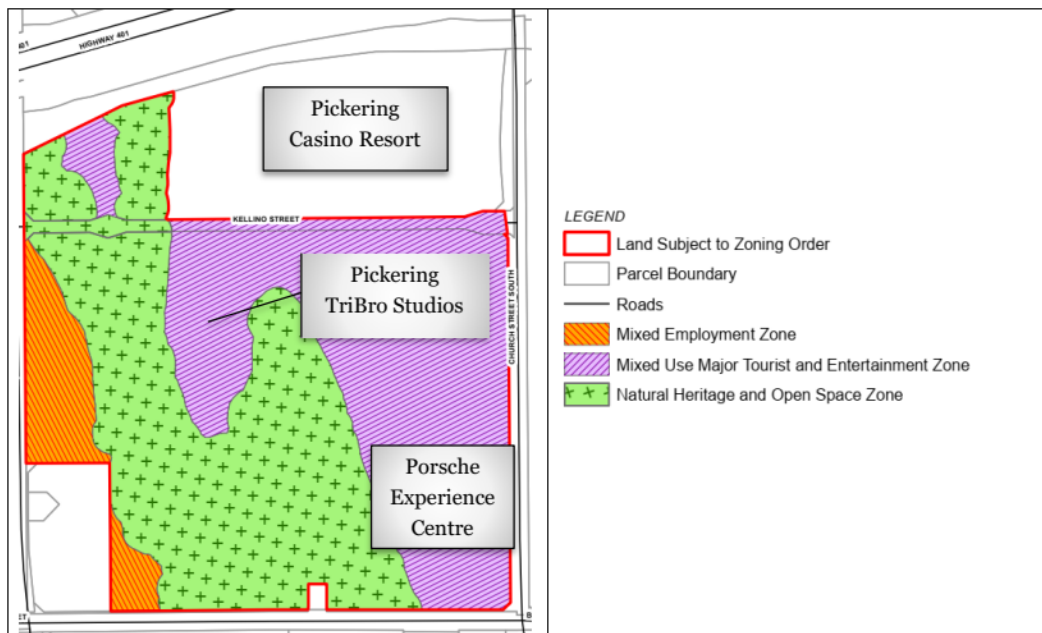 401
HIGHWAY 401
Pickering
Casino Resort
KELLINO STREET
Pickering
TriBro Studios
CHURCH STREET SOUTH
Porsche
Experience
Centre
ET
B
LEGEND
Land Subject to Zoning Order
Parcel Boundary
Roads
Mixed Employment Zone
Mixed Use Major Tourist and Entertainment Zone
Natural Heritage and Open Space Zone